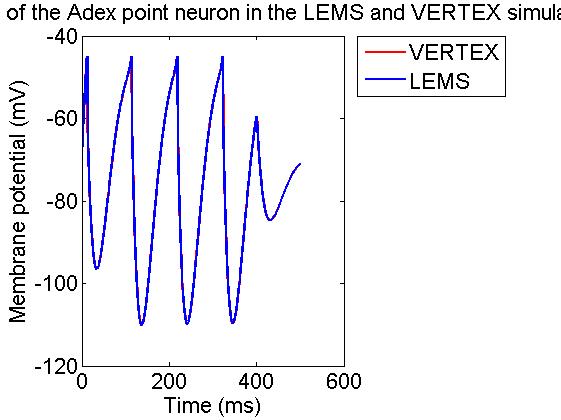 of the Adex point neuron in the LEMS and VERTEX simula
VERTEX
LEMS
Membrane potential (mV)
-40
-60
-80
-100
-120
0
200
400
600
Time (ms)